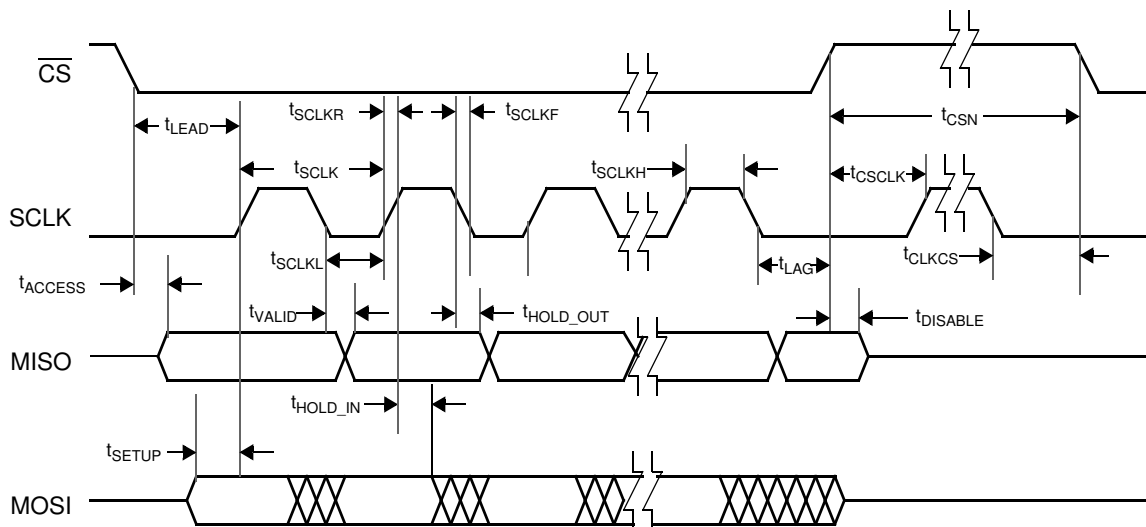 CS
tSCLKR
tSCLKF
tLEAD
tCSN
tSCLK
tSCLKH
tCSCLK
SCLK
tSCLKL
tLAG
tCLKCS
tACCESS
tVALID
tHOLD_OUT
tDISABLE
MISO
tHOLD_IN
tSETUP
MOSI